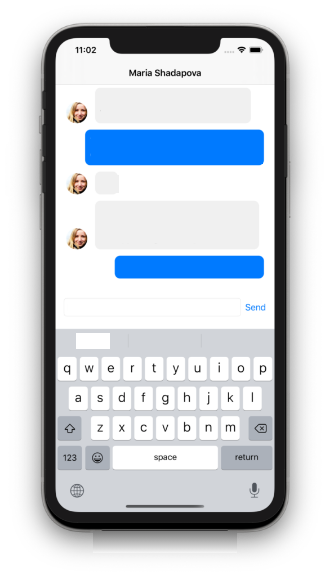 11:02
Maria Shadapova
Send
q w e r t y u i o p
a s d f g h j k l
z x c v b n m
123 space return